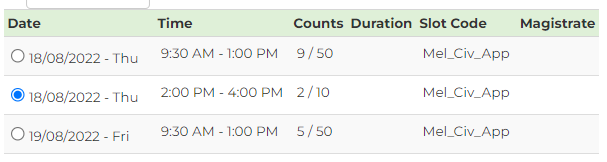 Date Time Counts Duration Slot Code Magistrate
18/08/2022 - Thu 9:30 AM - 1:00 PM 9 / 50 Mel_Civ_App
18/08/2022 - Thu 2:00 PM - 4:00 PM 2 / 10 Mel_Civ_App
19/08/2022 - Fri 9:30 AM - 1:00 PM 5 / 50 Mel_Civ_App